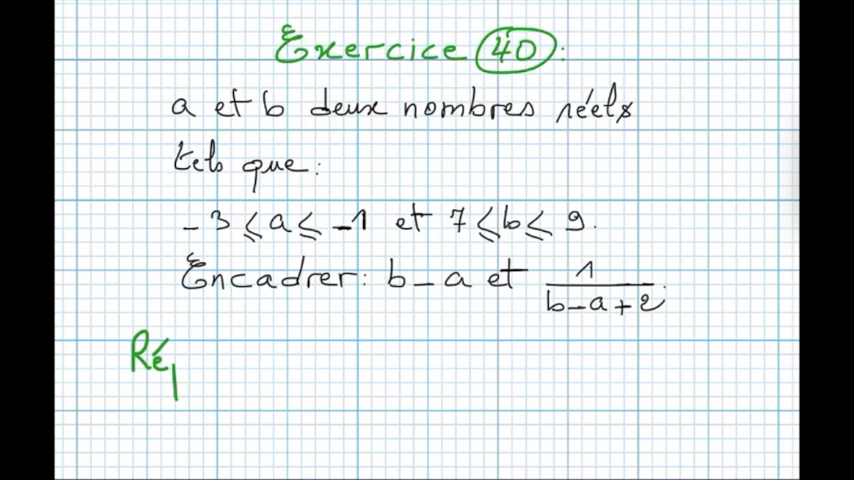 Exercice 40 :
a et b deux nombres réels
tels que :
-3 ≤ a ≤ -1 et 7 ≤ b ≤ 9.
Encadrer : b-a et 1/(b-a+2).
Ré